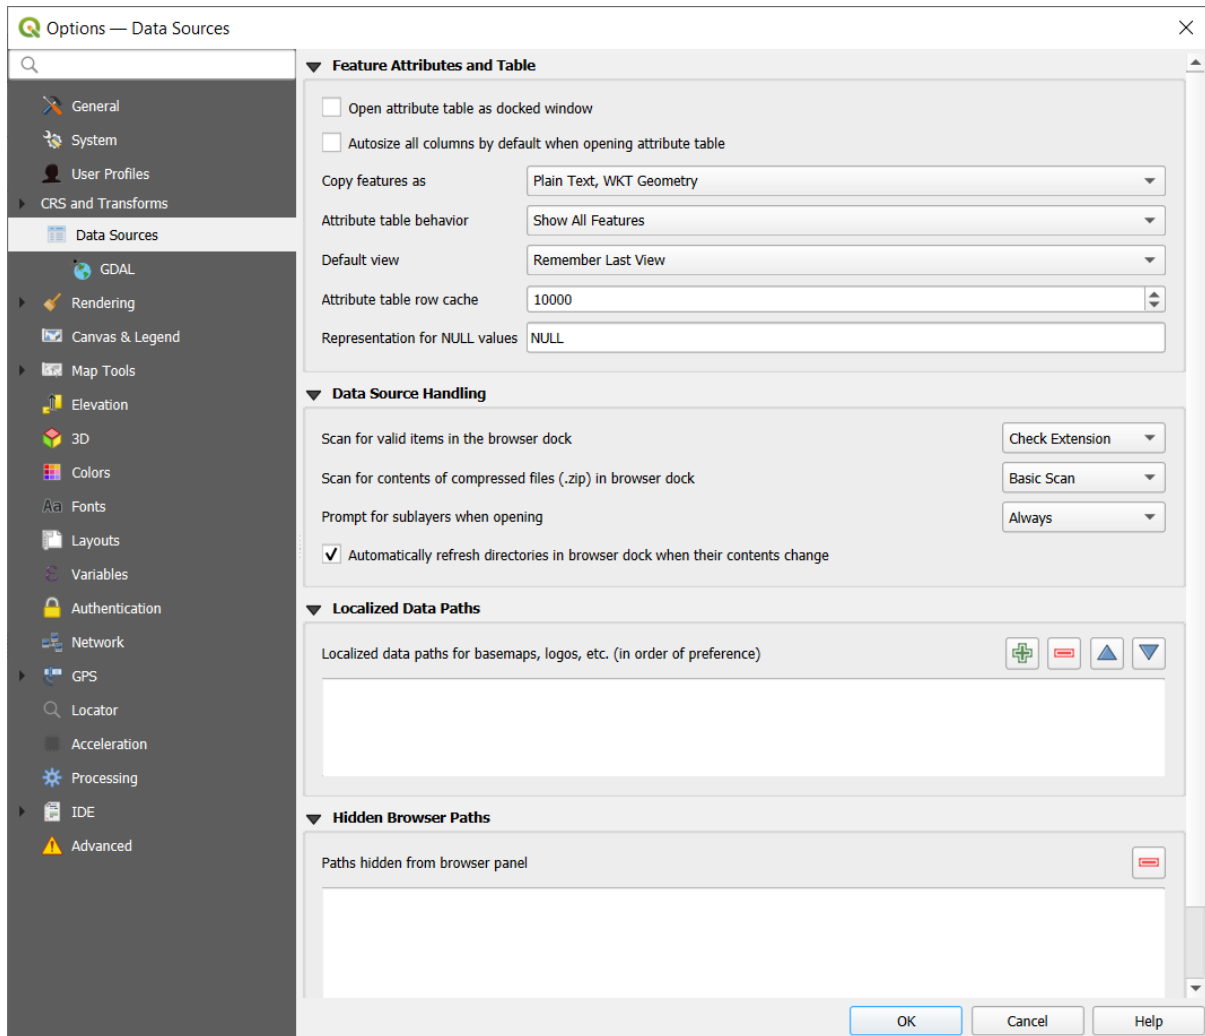 Options — Data Sources
General
System
User Profiles
CRS and Transforms
Data Sources
GDAL
Rendering
Canvas & Legend
Map Tools
Elevation
3D
Colors
Aa Fonts
Layouts
ε Variables
Authentication
Network
GPS
Locator
Acceleration
Processing
IDE
Advanced
Feature Attributes and Table
Open attribute table as docked window
Autosize all columns by default when opening attribute table
Copy features as Plain Text, WKT Geometry
Attribute table behavior Show All Features
Default view Remember Last View
Attribute table row cache 10000
Representation for NULL values NULL
Data Source Handling
Scan for valid items in the browser dock Check Extension
Scan for contents of compressed files (.zip) in browser dock Basic Scan
Prompt for sublayers when opening Always
Automatically refresh directories in browser dock when their contents change
Localized Data Paths
Localized data paths for basemaps, logos, etc. (in order of preference)
Hidden Browser Paths
Paths hidden from browser panel
OK Cancel Help